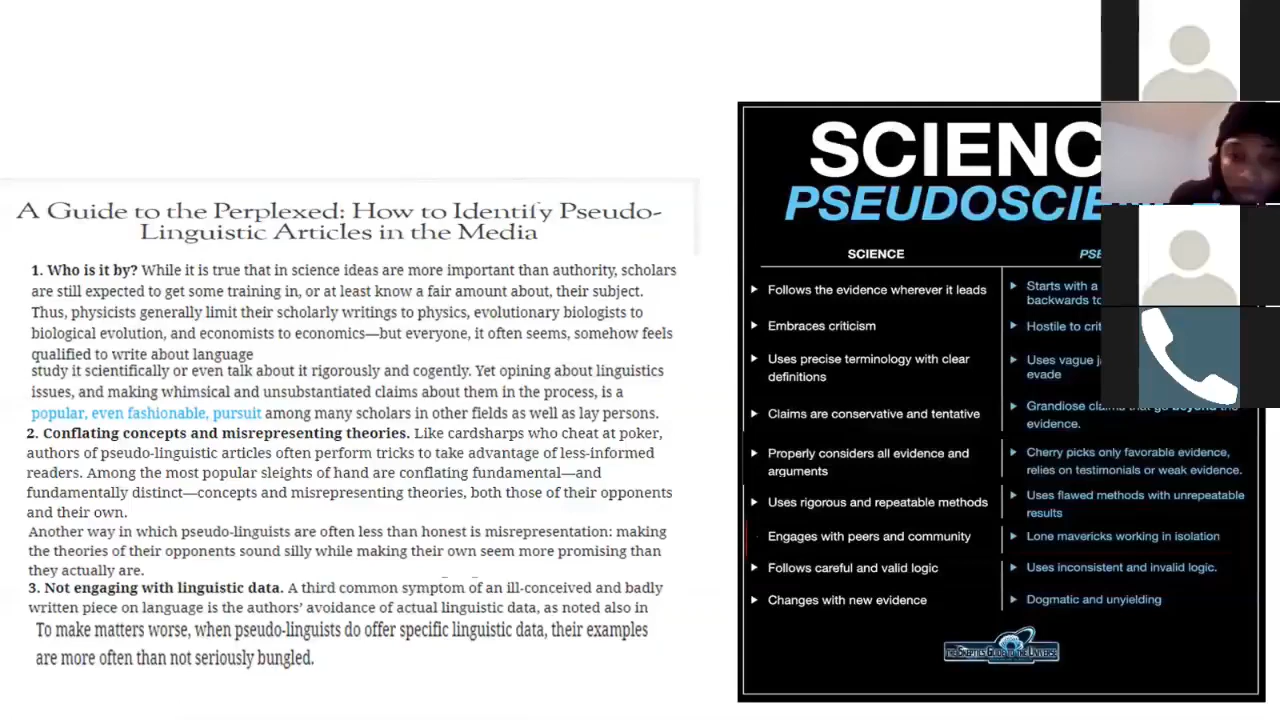 A Guide to the Perplexed: How to Identify Pseudo-
Linguistic Articles in the Media
1. Who is it by? While it is true that in science ideas are more important than authority, scholars
are still expected to get some training in, or at least know a fair amount about, their subject.
Thus, physicists generally limit their scholarly writings to physics, evolutionary biologists to
biological evolution, and economists to economics—but everyone, it often seems, somehow feels
qualified to write about language
study it scientifically or even talk about it rigorously and cogently. Yet opining about linguistics
issues, and making whimsical and unsubstantiated claims about them in the process, is a
popular, even fashionable, pursuit among many scholars in other fields as well as lay persons.
2. Conflating concepts and misrepresenting theories. Like cardsharps who cheat at poker,
authors of pseudo-linguistic articles often perform tricks to take advantage of less-informed
readers. Among the most popular sleights of hand are conflating fundamental—and
fundamentally distinct—concepts and misrepresenting theories, both those of their opponents
and their own.
Another way in which pseudo-linguists are often less than honest is misrepresentation: making
the theories of their opponents sound silly while making their own seem more promising than
they actually are.
3. Not engaging with linguistic data. A third common symptom of an ill-conceived and badly
written piece on language is the authors' avoidance of actual linguistic data, as noted also in
To make matters worse, when pseudo-linguists do offer specific linguistic data, their examples
are more often than not seriously bungled.
SCIENC
PSEUDOSCIE
SCIENCE
Follows the evidence wherever it leads
Embraces criticism
Uses precise terminology with clear
definitions
Claims are conservative and tentative
Properly considers all evidence and
arguments
Uses rigorous and repeatable methods
Engages with peers and community
Follows careful and valid logic
Changes with new evidence
PSE
Starts with a
backwards to
Hostile to crit
Uses vague j
evade
Grandiose claims that go beyond the
evidence.
Cherry picks only favorable evidence,
relies on testimonials or weak evidence.
Uses flawed methods with unrepeatable
results
Lone mavericks working in isolation
Uses inconsistent and invalid logic.
Dogmatic and unyielding
THE SKEPTICS' GUIDE TO THE UNIVERSE